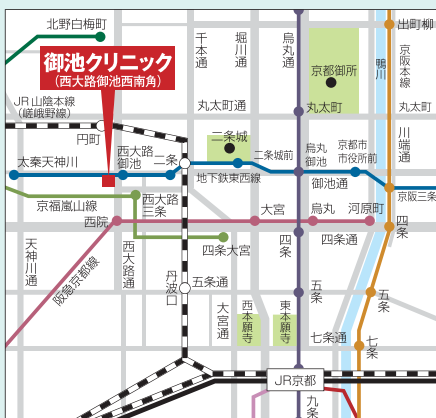 北野白梅町
出町柳
御池クリニック
(西大路御池西南角)
千本通
堀川通
烏丸通
京都御所
鴨川
京阪本線
JR山陰本線
(嵯峨野線)
丸太町通
丸太町
丸太町
円町
二条城
川端通
西大路
御池
二条
二条城前
烏丸
御池
京都市
市役所前
太秦天神川
地下鉄東西線
御池通
京阪三条
京福嵐山線
西大路
三条
西院
大宮
烏丸
河原町
四条大宮
四条
四条通
四条
天神川通
西大路通
阪急京都線
丹波口
五条通
五条
五条
大宮通
西本願寺
東本願寺
七条通
七条
JR京都
九条